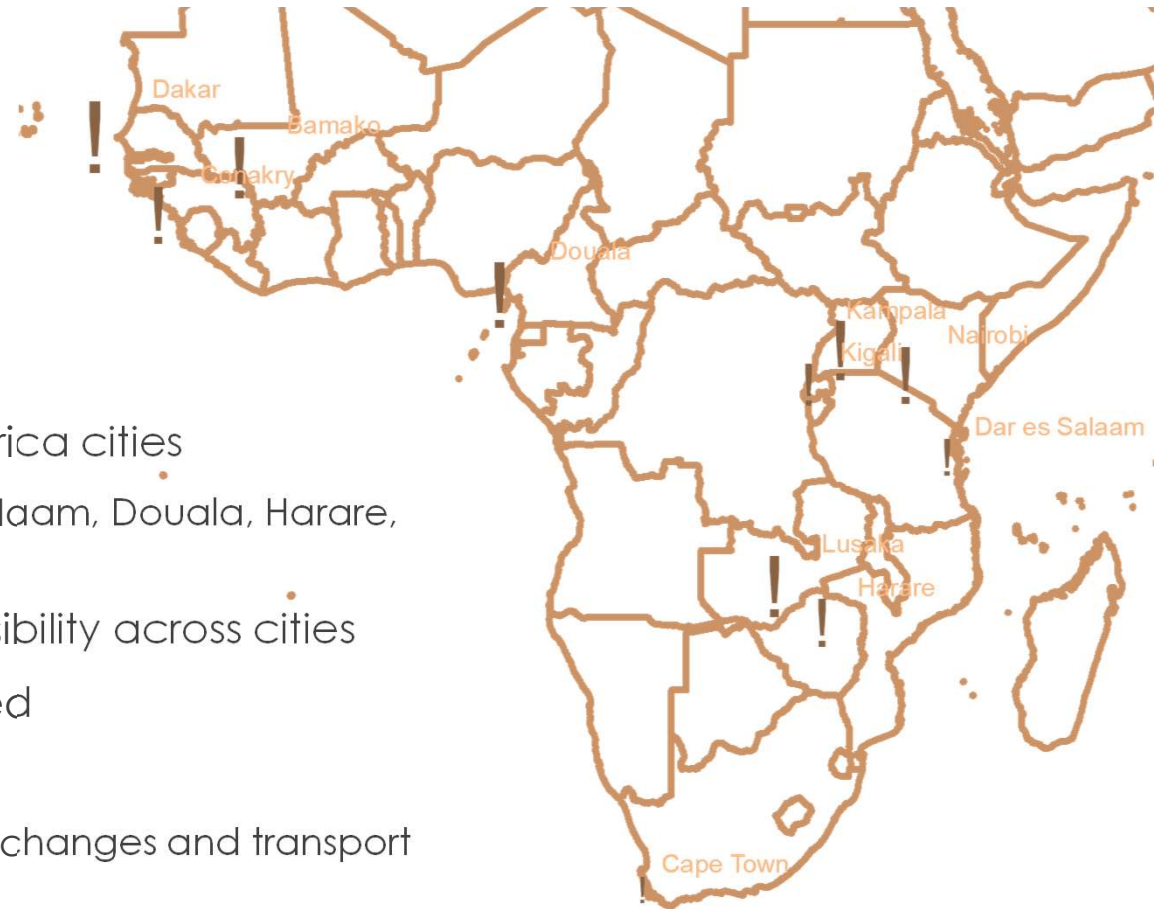 Dakar
Bamako
Conakry
Douala
Kampala
Nairobi
Kigali
rica cities
Dar es Salaam
laam, Douala, Harare,
Lusaka
Harare
sibility across cities
ed
changes and transport
Cape Town